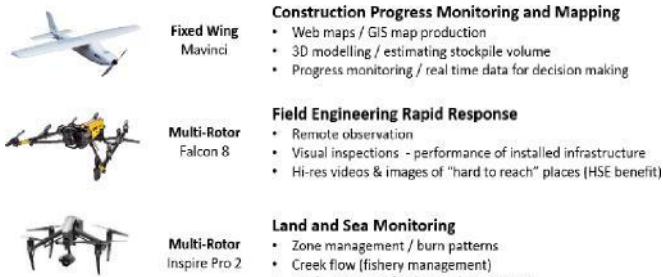 Construction Progress Monitoring and Mapping
Fixed Wing
Mavinci
• Web maps / GIS map production
• 3D modelling / estimating stockpile volume
• Progress monitoring / real time data for decision making
Field Engineering Rapid Response
Multi-Rotor
Falcon 8
• Remote observation
• Visual inspections - performance of installed infrastructure
• Hi-res videos & images of "hard to reach" places (HSE benefit)
Land and Sea Monitoring
Multi-Rotor
Inspire Pro 2
• Zone management / burn patterns
• Creek flow (fishery management)